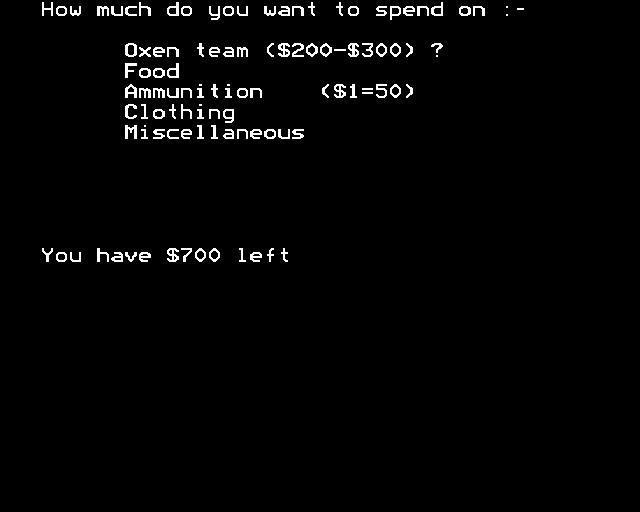 How much do you want to spend on :-
Oxen team ($200-$300) ?
Food
Ammunition ($1=50)
Clothing
Miscellaneous
You have $700 left